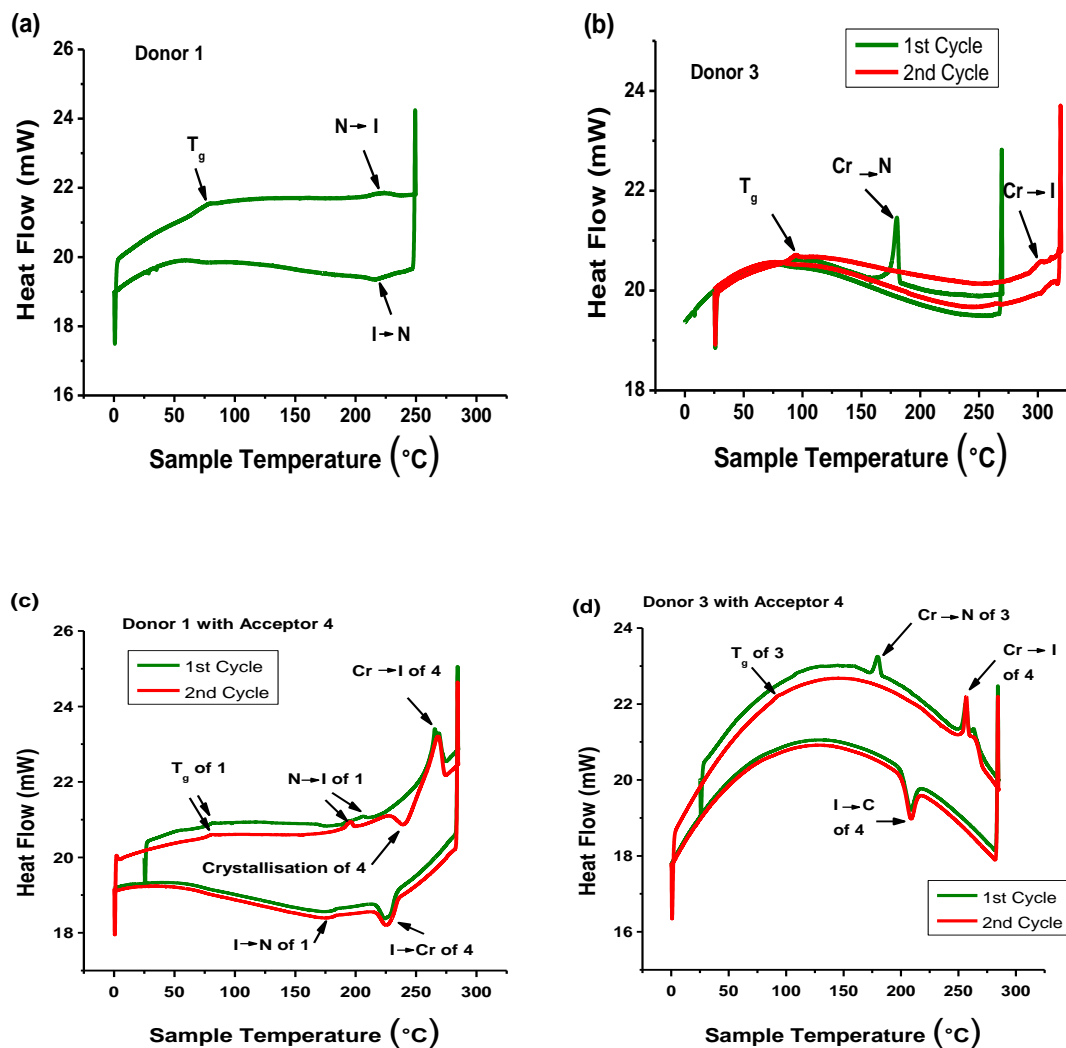 (a)
Donor 1
26
24
22
20
18
16
Heat Flow (mW)
Tg
N→I
I→N
0 50 100 150 200 250 300
Sample Temperature (°C)
(b)
1st Cycle
2nd Cycle
Donor 3
24
22
20
18
Heat Flow (mW)
Tg
Cr→N
Cr→I
0 50 100 150 200 250 300
Sample Temperature (°C)
(c)
Donor 1 with Acceptor 4
1st Cycle
2nd Cycle
26
24
22
20
18
Heat Flow (mW)
Cr→I of 4
Tg of 1
N→I of 1
Crystallisation of 4
I→N of 1
I→Cr of 4
0 50 100 150 200 250 300
Sample Temperature (°C)
(d)
Donor 3 with Acceptor 4
24
22
20
18
16
Heat Flow (mW)
Cr→N of 3
Tg of 3
Cr→I
of 4
I→C
of 4
1st Cycle
2nd Cycle
0 50 100 150 200 250 300
Sample Temperature (°C)